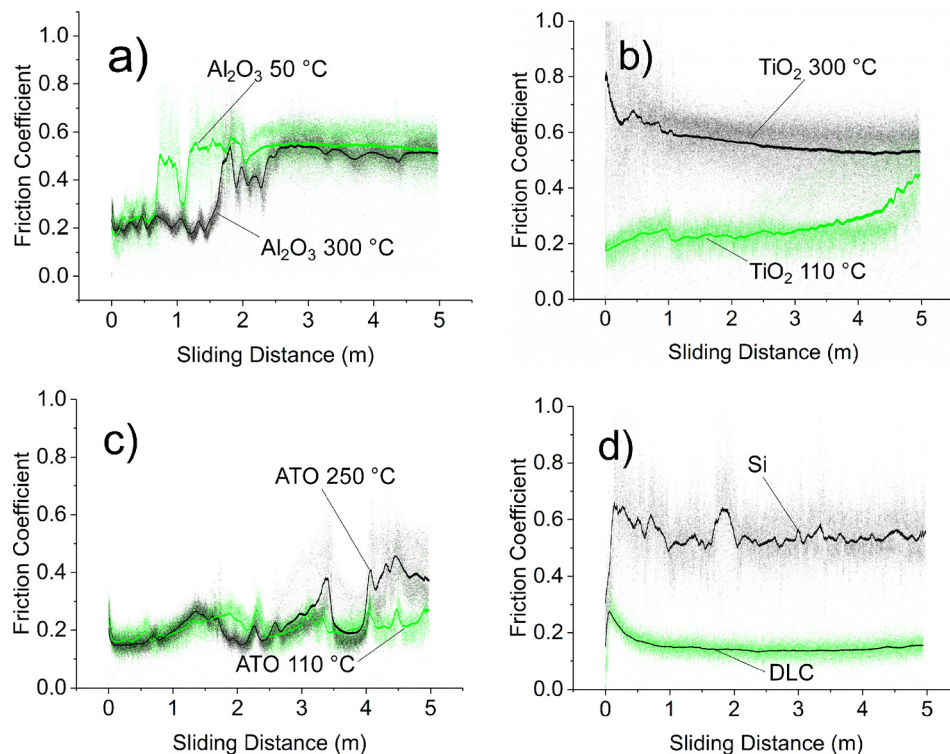 a)
1.0
0.8
0.6
0.4
0.2
0.0
Friction Coefficient
Al₂O₃ 50 °C
Al₂O₃ 300 °C
0 1 2 3 4 5
Sliding Distance (m)
b)
1.0
0.8
0.6
0.4
0.2
0.0
Friction Coefficient
TiO₂ 300 °C
TiO₂ 110 °C
0 1 2 3 4 5
Sliding Distance (m)
c)
1.0
0.8
0.6
0.4
0.2
0.0
Friction Coefficient
ATO 250 °C
ATO 110 °C
0 1 2 3 4 5
Sliding Distance (m)
d)
1.0
0.8
0.6
0.4
0.2
0.0
Friction Coefficient
Si
DLC
0 1 2 3 4 5
Sliding Distance (m)